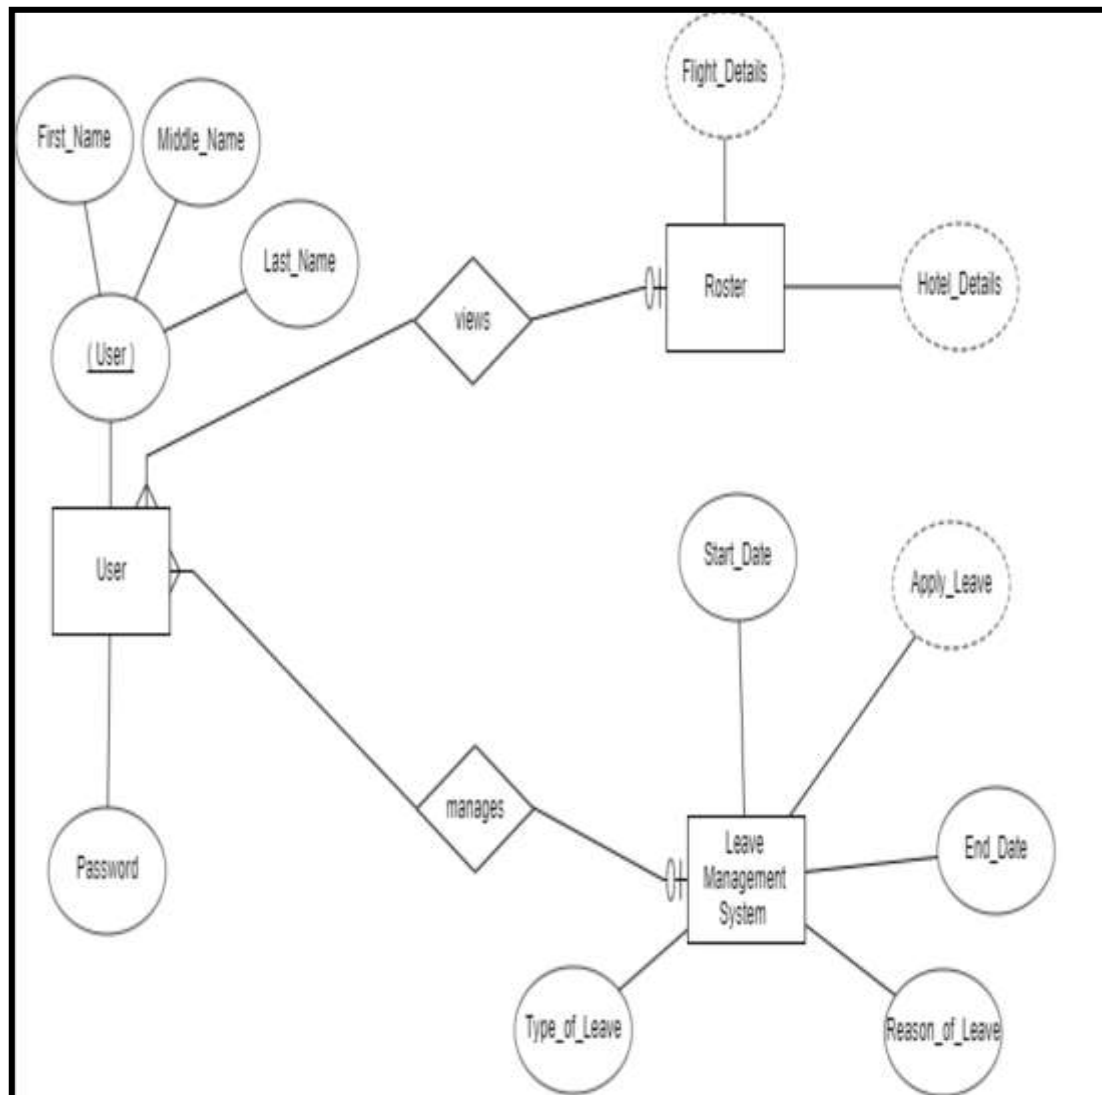 Flight_Details
First_Name
Middle_Name
Last_Name
Roster
Hotel_Details
views
( User )
User
Start_Date
Apply_Leave
manages
Leave
Management
System
End_Date
Password
Type_of_Leave
Reason_of_Leave